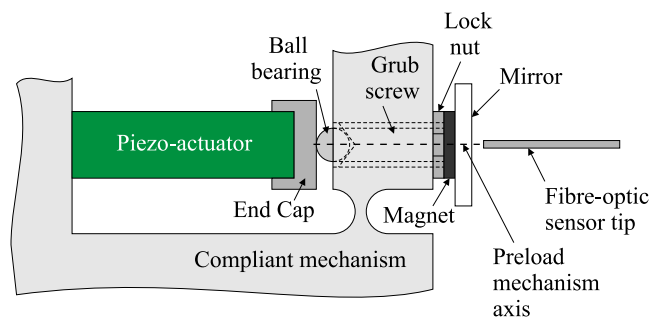 Lock
nut
Ball
bearing
Grub
screw
Mirror
Piezo-actuator
End Cap
Magnet
Fibre-optic
sensor tip
Compliant mechanism
Preload
mechanism
axis